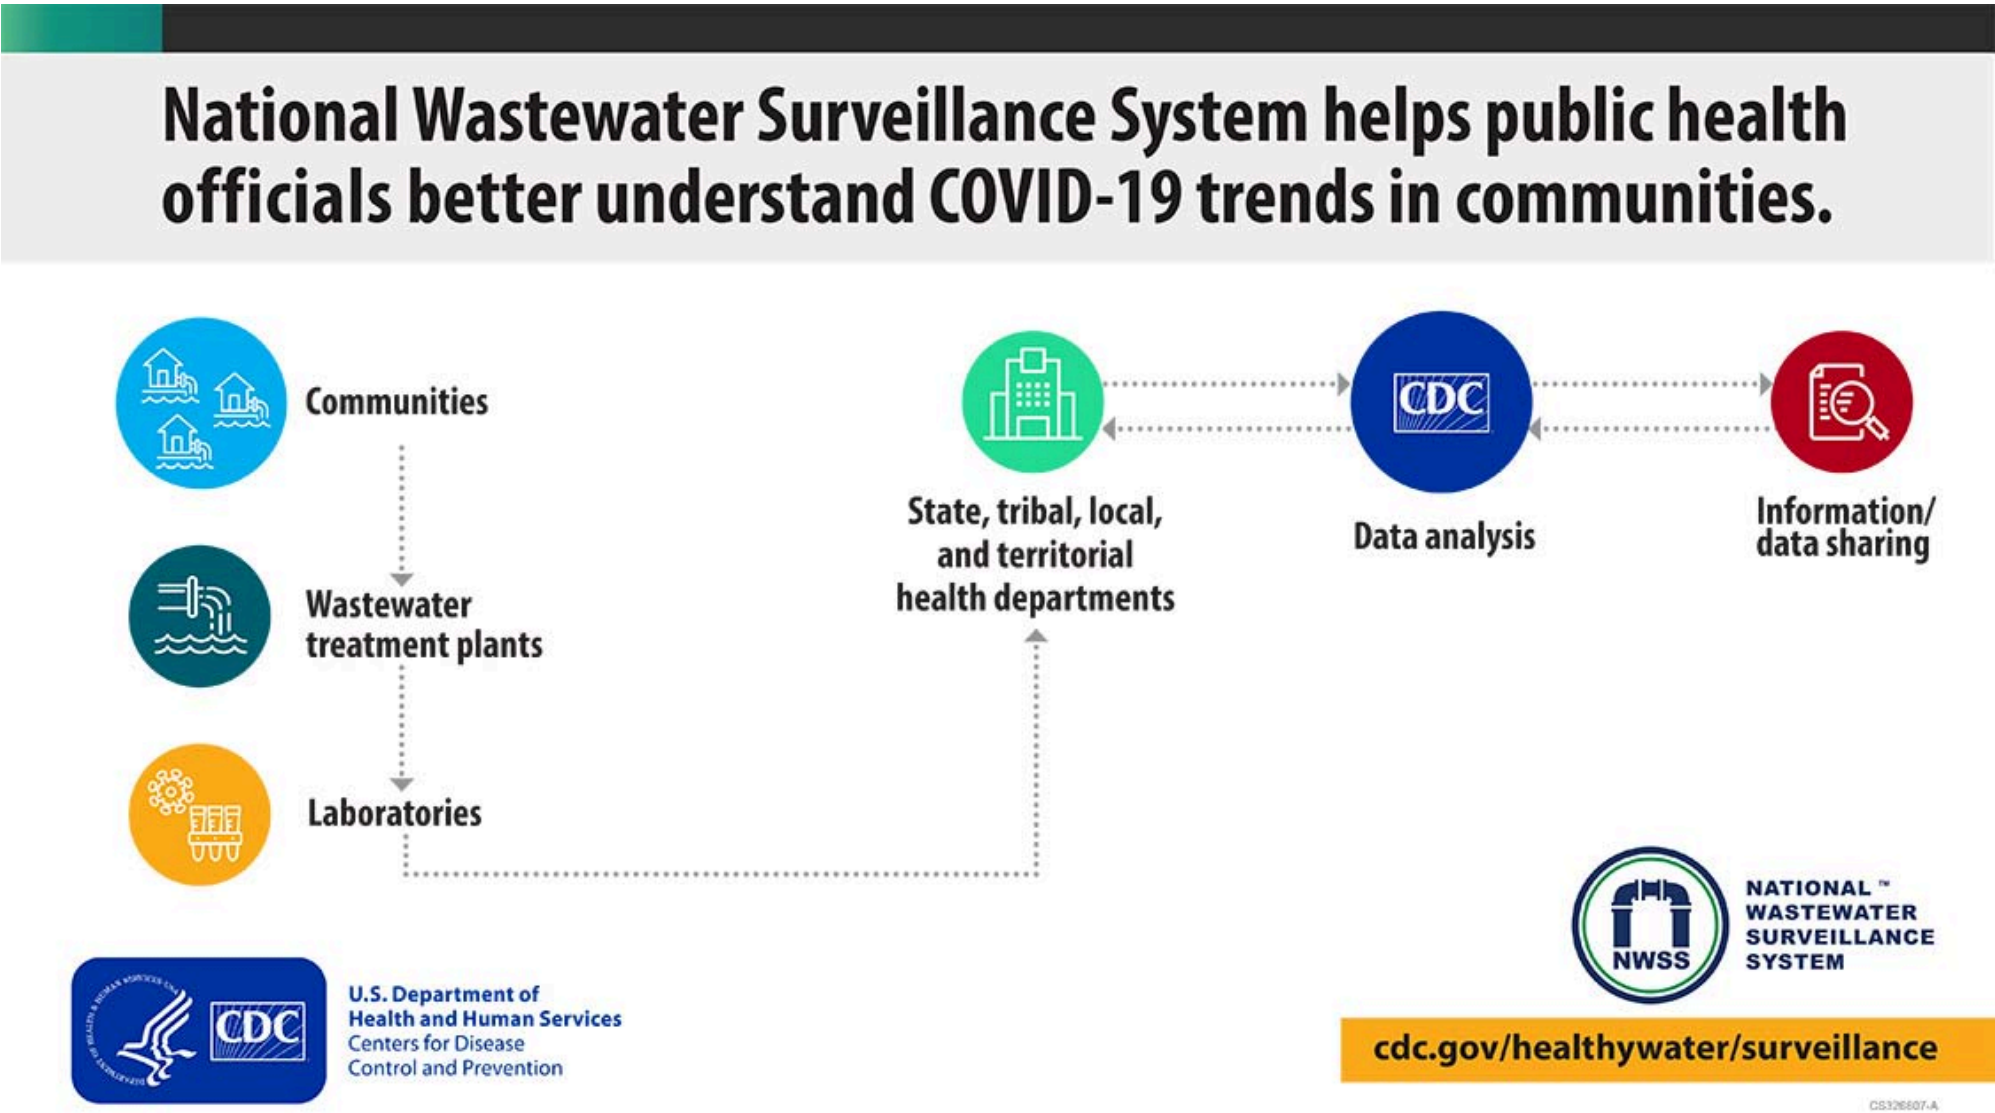 National Wastewater Surveillance System helps public health
officials better understand COVID-19 trends in communities.
Communities
Wastewater
treatment plants
Laboratories
State, tribal, local,
and territorial
health departments
CDC
Data analysis
Information/
data sharing
CDC
U.S. Department of
Health and Human Services
Centers for Disease
Control and Prevention
NWSS
NATIONAL ™
WASTEWATER
SURVEILLANCE
SYSTEM
cdc.gov/healthywater/surveillance
CS326607-A